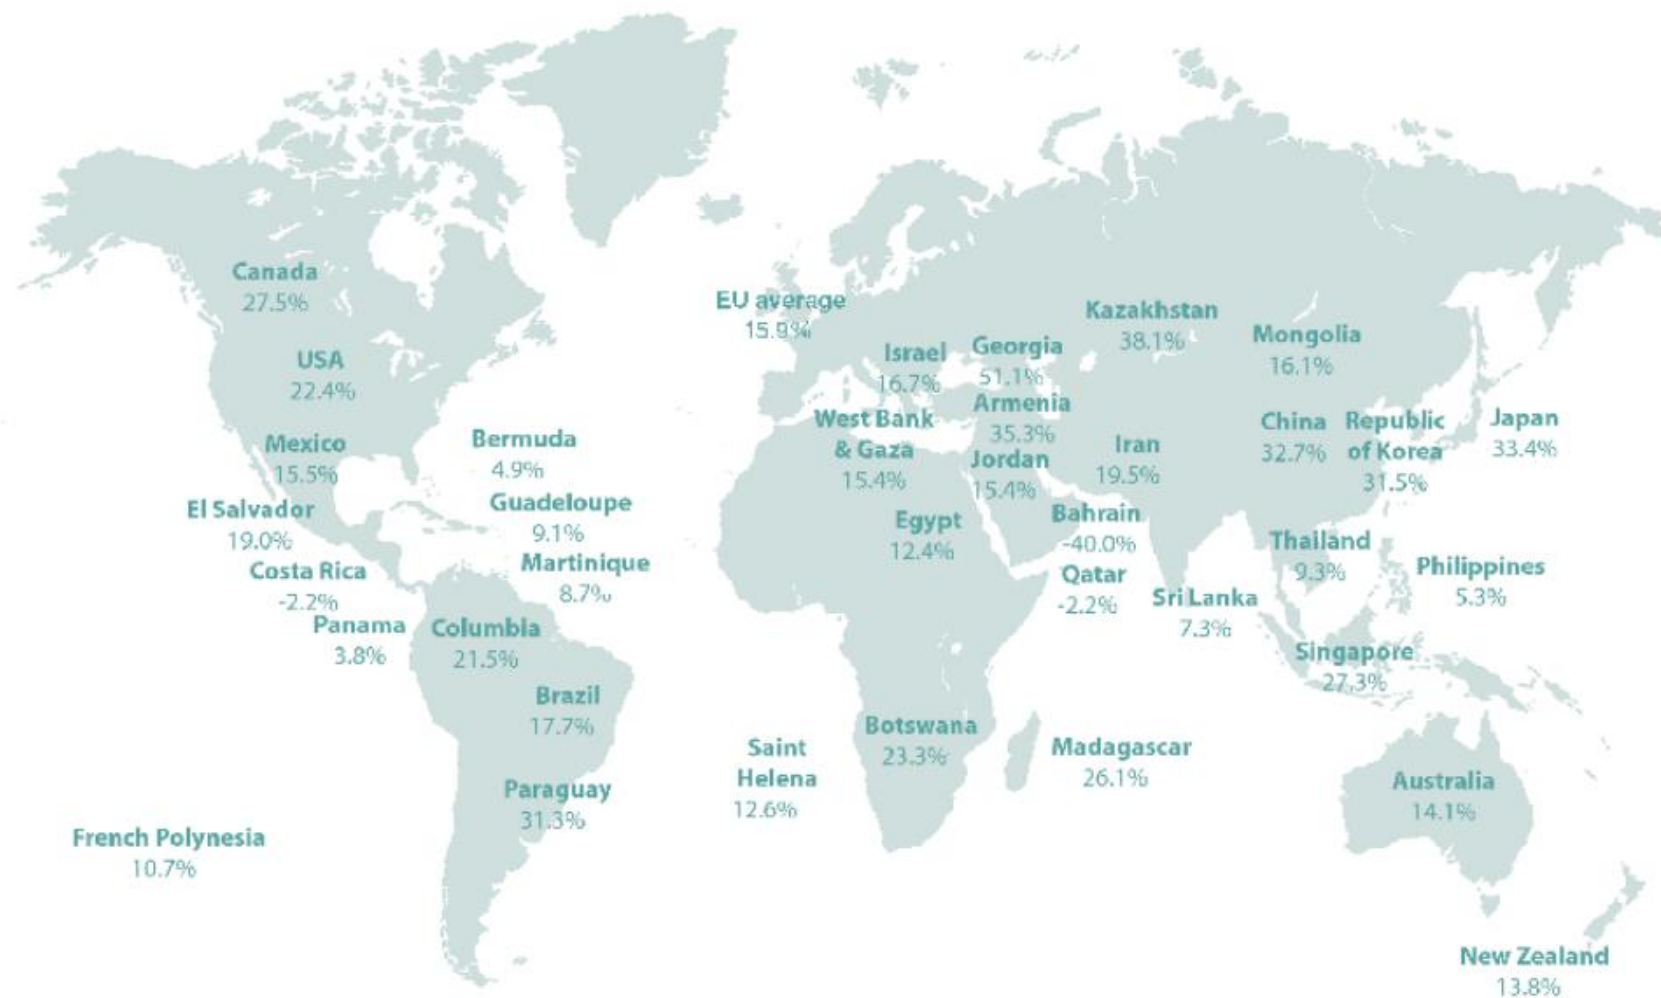 Canada
27.5%
USA
22.4%
Mexico
15.5%
El Salvador
19.0%
Costa Rica
-2.2%
Panama
3.8%
Bermuda
4.9%
Guadeloupe
9.1%
Martinique
8.7%
Columbia
21.5%
Brazil
17.7%
Paraguay
31.3%
French Polynesia
10.7%
EU average
15.9%
Israel
16.7%
Georgia
51.1%
Armenia
35.3%
West Bank
& Gaza
15.4%
Jordan
15.4%
Egypt
12.4%
Kazakhstan
38.1%
Iran
19.5%
Bahrain
-40.0%
Qatar
-2.2%
Sri Lanka
7.3%
Mongolia
16.1%
China
32.7%
Republic
of Korea
31.5%
Japan
33.4%
Thailand
9.3%
Philippines
5.3%
Singapore
27.3%
Saint
Helena
12.6%
Botswana
23.3%
Madagascar
26.1%
Australia
14.1%
New Zealand
13.8%